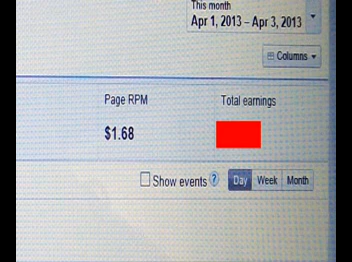 This month
Apr 1, 2013 – Apr 3, 2013
Columns
Page RPM Total earnings
$1.68
Show events ? Day Week Month